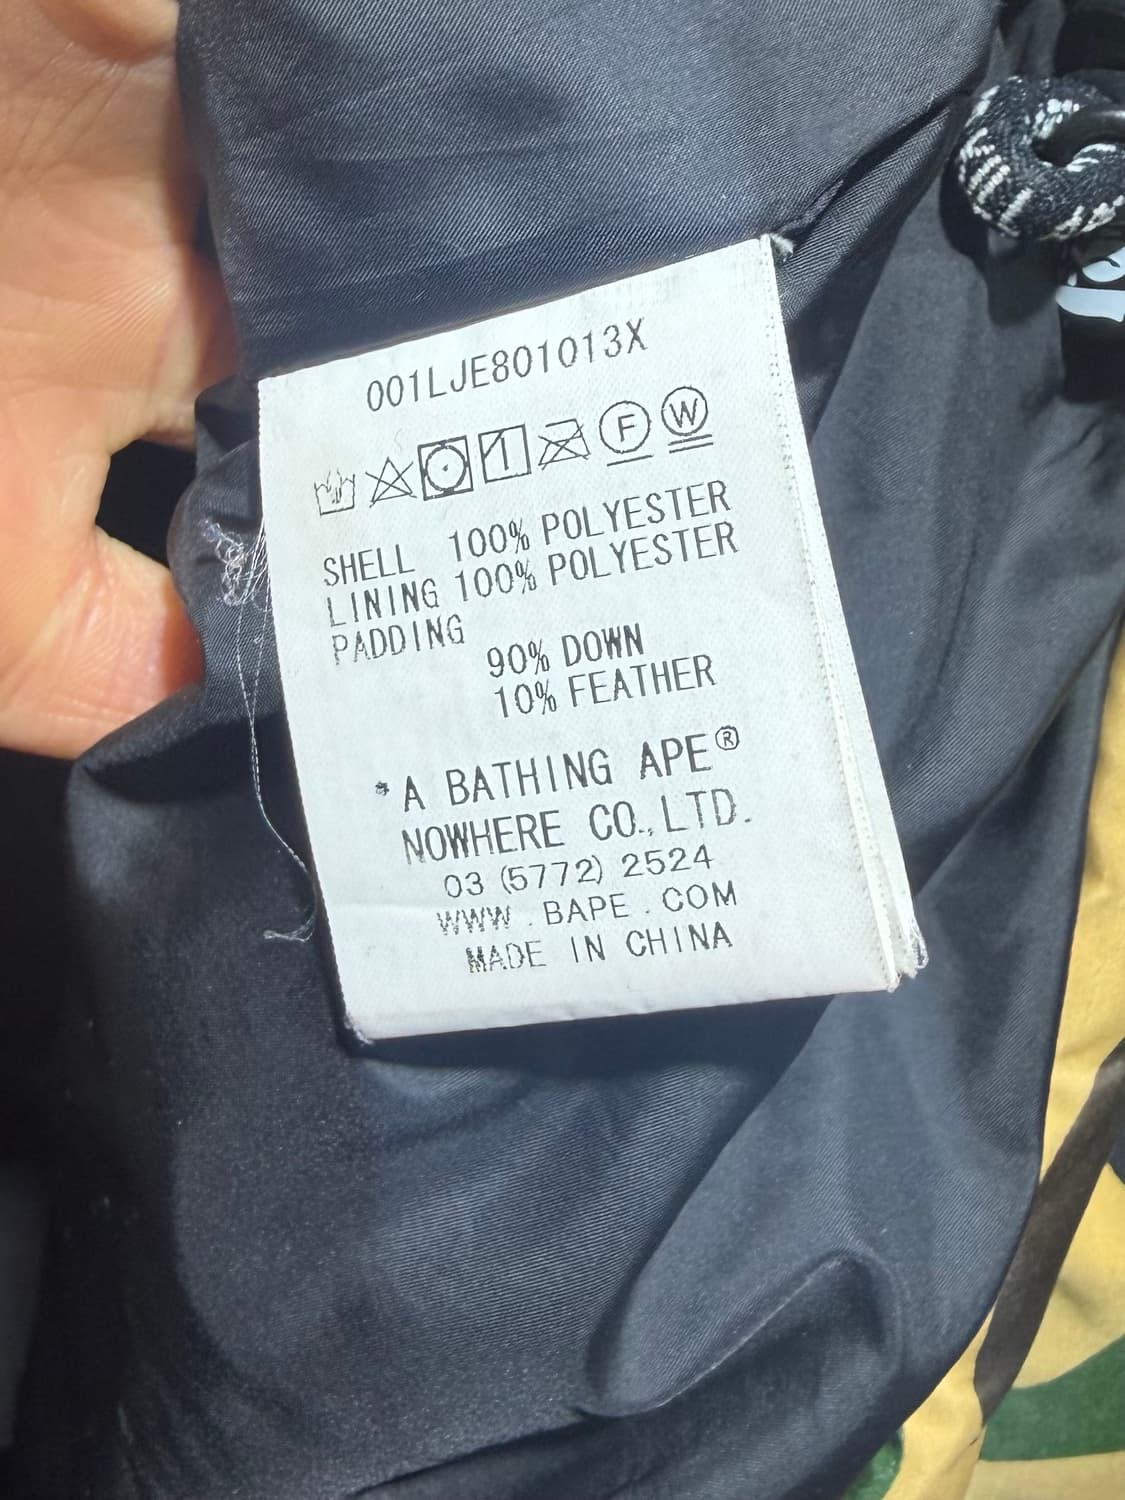 001LJE801013X
F W
SHELL 100% POLYESTER
LINING 100% POLYESTER
PADDING
90% DOWN
10% FEATHER
*A BATHING APE®
NOWHERE CO.,LTD.
03 (5772) 2524
WWW.BAPE.COM
MADE IN CHINA